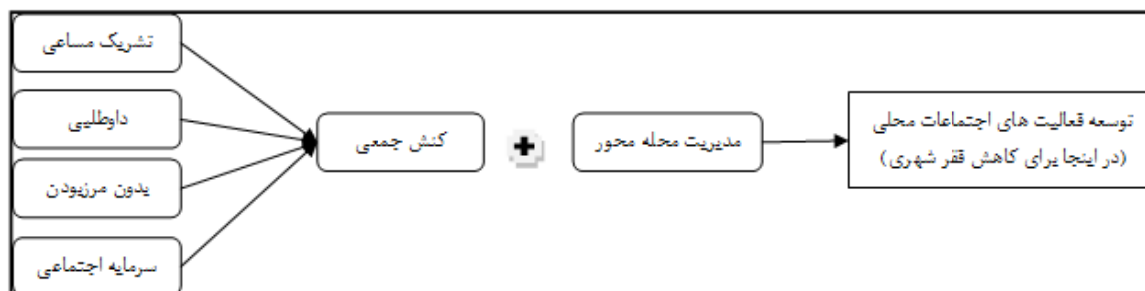 تشریک مساعی
داوطلبی
بدون مرزبودن
سرمایه اجتماعی
کنش جمعی
+
مدیریت محله محور
توسعه فعالیت های اجتماعات محلی
(در اینجا برای کاهش فقر شهری)